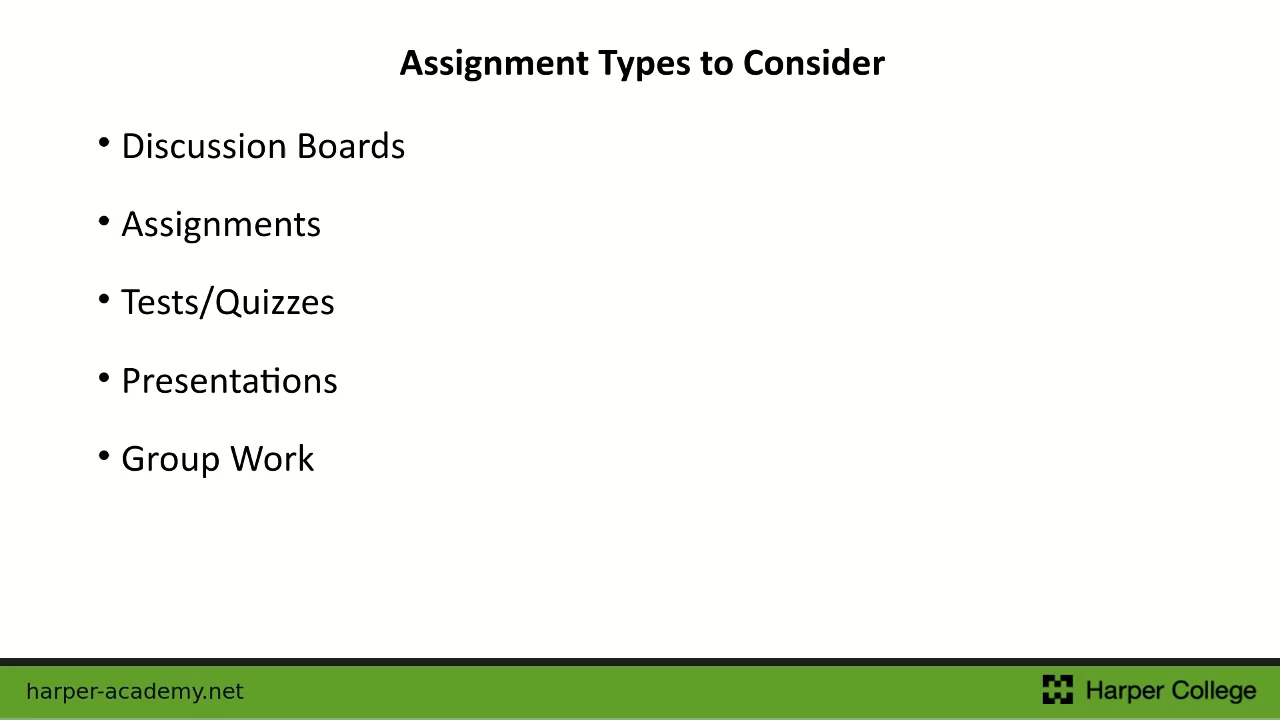 Assignment Types to Consider
• Discussion Boards
• Assignments
• Tests/Quizzes
• Presentations
• Group Work
harper-academy.net
Harper College